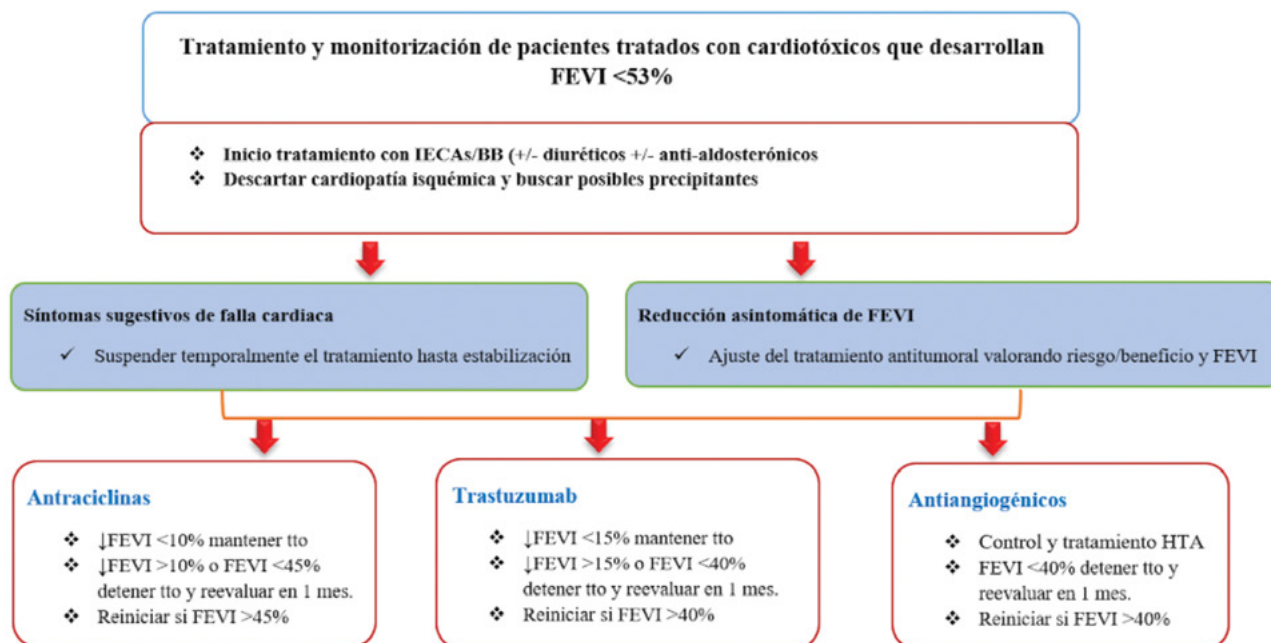 Tratamiento y monitorización de pacientes tratados con cardiotóxicos que desarrollan
FEVI <53%
❖ Inicio tratamiento con IECAs/BB (+/- diuréticos +/- anti-aldosterónicos
❖ Descartar cardiopatía isquémica y buscar posibles precipitantes
Síntomas sugestivos de falla cardiaca
✓ Suspender temporalmente el tratamiento hasta estabilización
Reducción asintomática de FEVI
✓ Ajuste del tratamiento antitumoral valorando riesgo/beneficio y FEVI
Antraciclinas
❖ ↓FEVI <10% mantener tto
❖ ↓FEVI >10% o FEVI <45%
detener tto y reevaluar en 1 mes.
❖ Reiniciar si FEVI >45%
Trastuzumab
❖ ↓FEVI <15% mantener tto
❖ ↓FEVI >15% o FEVI <40%
detener tto y reevaluar en 1 mes.
❖ Reiniciar si FEVI >40%
Antiangiogénicos
❖ Control y tratamiento HTA
❖ FEVI <40% detener tto y
reevaluar en 1 mes.
❖ Reiniciar si FEVI >40%